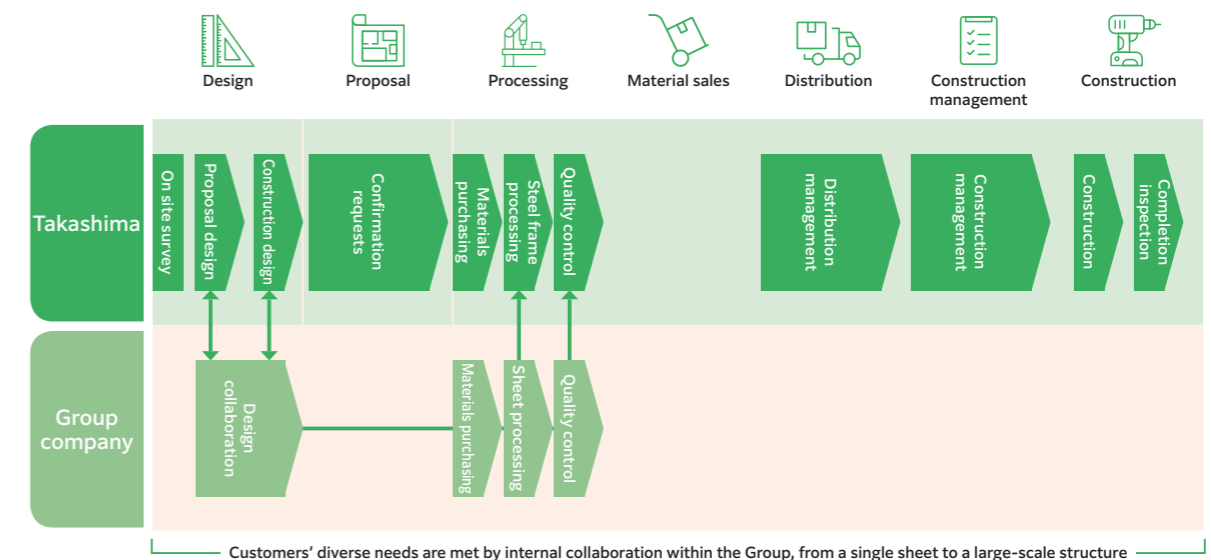 Design
Proposal
Processing
Material sales
Distribution
Construction
management
Construction
Takashima
On site survey
Proposal design
Construction design
Confirmation
requests
Materials
purchasing
Steel frame
processing
Quality control
Distribution
management
Construction
management
Construction
Completion
inspection
Group
company
Design
collaboration
Materials purchasing
Sheet processing
Quality control
Customers’ diverse needs are met by internal collaboration within the Group, from a single sheet to a large-scale structure